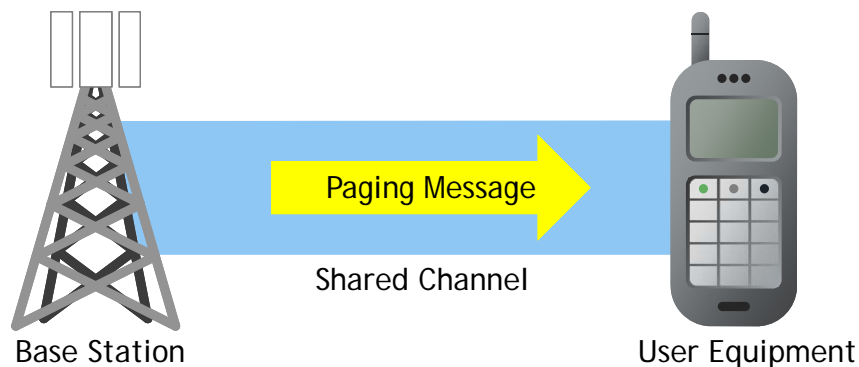 Paging Message
Shared Channel
Base Station
User Equipment